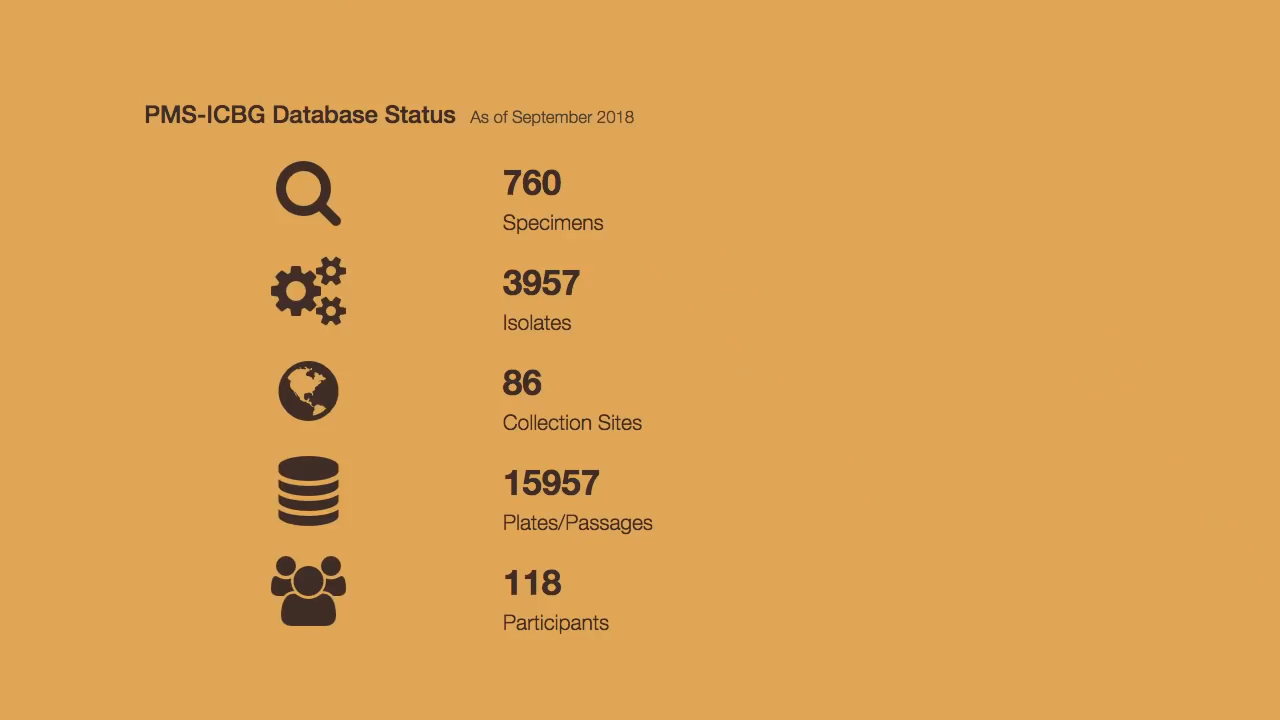 PMS-ICBG Database Status As of September 2018
760
Specimens
3957
Isolates
86
Collection Sites
15957
Plates/Passages
118
Participants